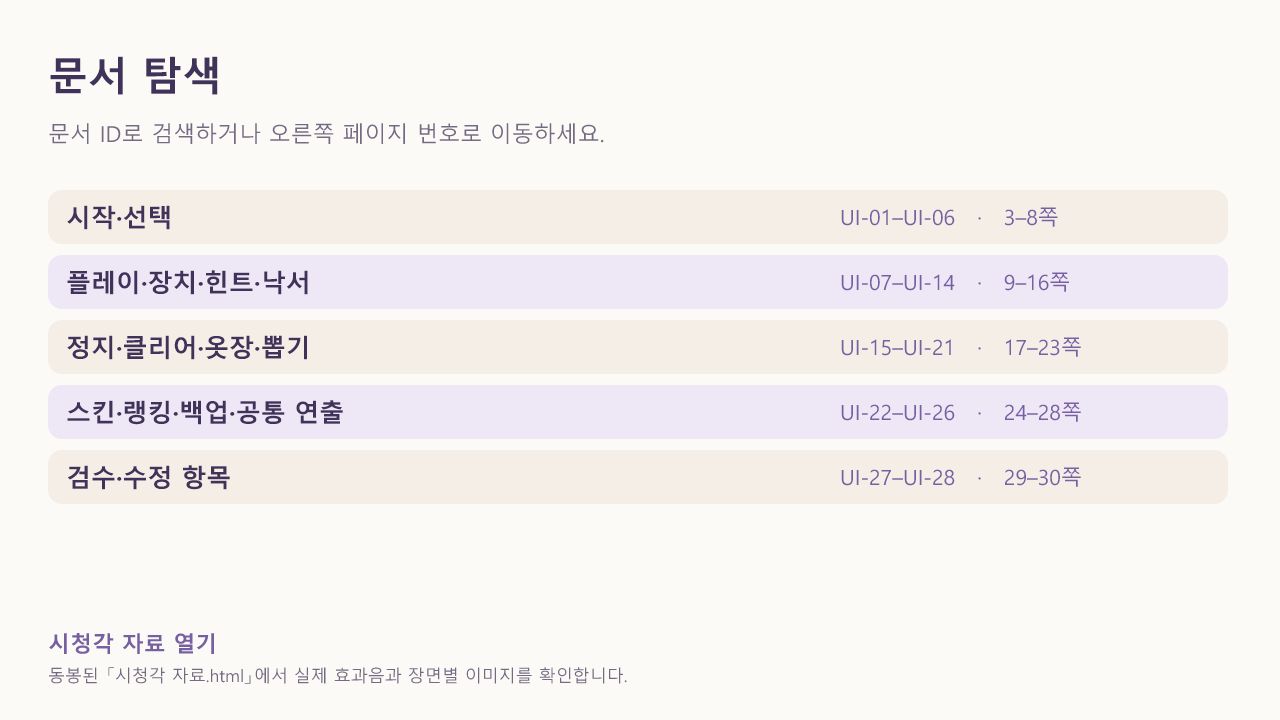 문서 탐색
문서 ID로 검색하거나 오른쪽 페이지 번호로 이동하세요.
시작·선택 UI-01–UI-06 · 3–8쪽
플레이·장치·힌트·낙서 UI-07–UI-14 · 9–16쪽
정지·클리어·옷장·뽑기 UI-15–UI-21 · 17–23쪽
스킨·랭킹·백업·공통 연출 UI-22–UI-26 · 24–28쪽
검수·수정 항목 UI-27–UI-28 · 29–30쪽
시청각 자료 열기
동봉된 「시청각 자료.html」에서 실제 효과음과 장면별 이미지를 확인합니다.